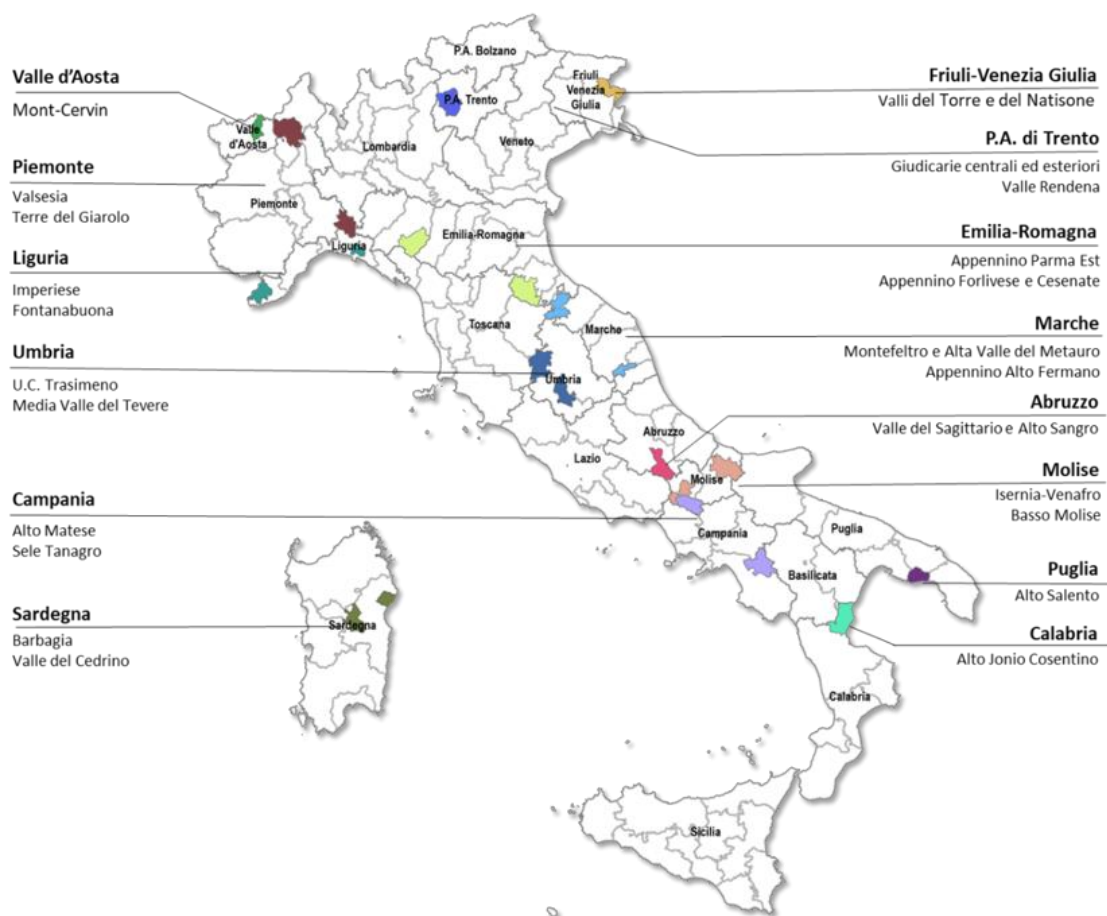 Valle d'Aosta
Mont-Cervin
Piemonte
Valsesia
Terre del Giarolo
Liguria
Imperiese
Fontanabuona
Umbria
U.C. Trasimeno
Media Valle del Tevere
Campania
Alto Matese
Sele Tanagro
Sardegna
Barbagia
Valle del Cedrino
P.A. Bolzano
Friuli
Venezia
Giulia
P.A. Trento
Valle
d'Aosta
Lombardia
Veneto
Piemonte
Emilia-Romagna
Liguria
Toscana
Marche
Umbria
Abruzzo
Lazio
Molise
Campania
Puglia
Basilicata
Sardegna
Calabria
Sicilia
Friuli-Venezia Giulia
Valli del Torre e del Natisone
P.A. di Trento
Giudicarie centrali ed esteriori
Valle Rendena
Emilia-Romagna
Appennino Parma Est
Appennino Forlivese e Cesenate
Marche
Montefeltro e Alta Valle del Metauro
Appennino Alto Fermano
Abruzzo
Valle del Sagittario e Alto Sangro
Molise
Isernia-Venafro
Basso Molise
Puglia
Alto Salento
Calabria
Alto Jonio Cosentino